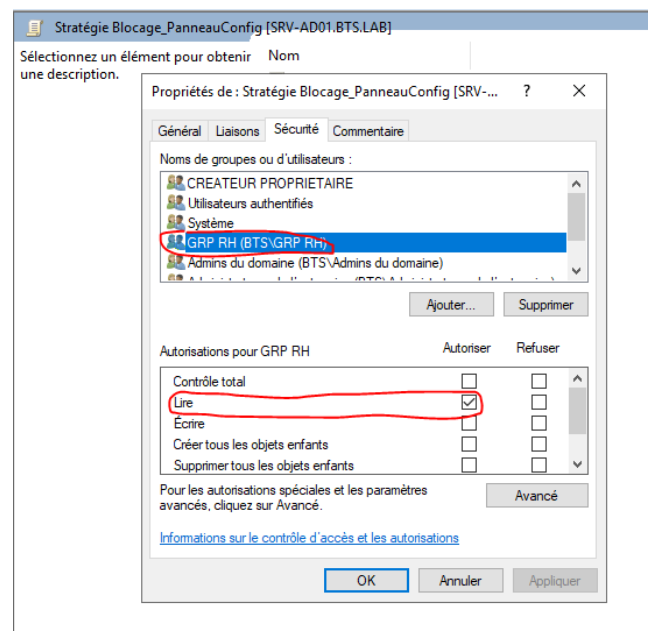 Stratégie Blocage_PanneauConfig [SRV-AD01.BTS.LAB]
Sélectionnez un élément pour obtenir une description.
Nom
Propriétés de : Stratégie Blocage_PanneauConfig [SRV-... ? ×
Général Liaisons Sécurité Commentaire
Noms de groupes ou d'utilisateurs :
CREATEUR PROPRIETAIRE
Utilisateurs authentifiés
Système
GRP RH (BTS\GRP RH)
Admins du domaine (BTS\Admins du domaine)
Ajouter... Supprimer
Autorisations pour GRP RH Autoriser Refuser
Contrôle total
Lire
Écrire
Créer tous les objets enfants
Supprimer tous les objets enfants
Pour les autorisations spéciales et les paramètres
avancés, cliquez sur Avancé.
Avancé
Informations sur le contrôle d'accès et les autorisations
OK Annuler Appliquer